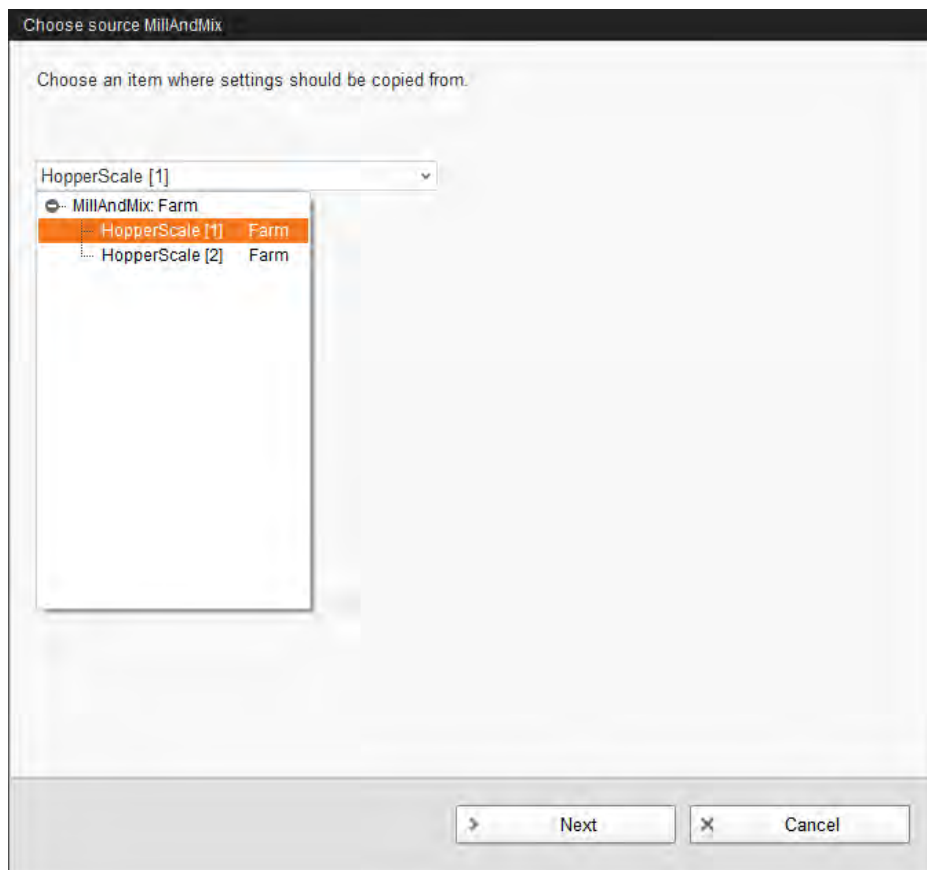 Choose source MillAndMix
Choose an item where settings should be copied from.
HopperScale [1]
MillAndMix: Farm
HopperScale [1] Farm
HopperScale [2] Farm
Next
Cancel